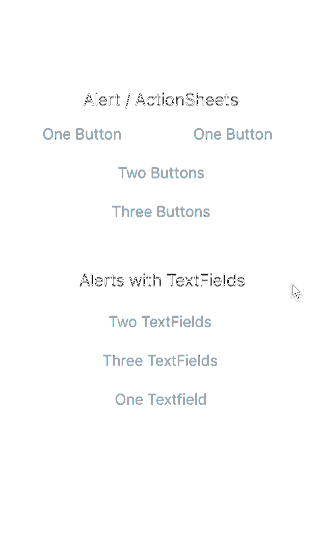 Alert / ActionSheets
One Button One Button
Two Buttons
Three Buttons
Alerts with TextFields
Two TextFields
Three TextFields
One Textfield